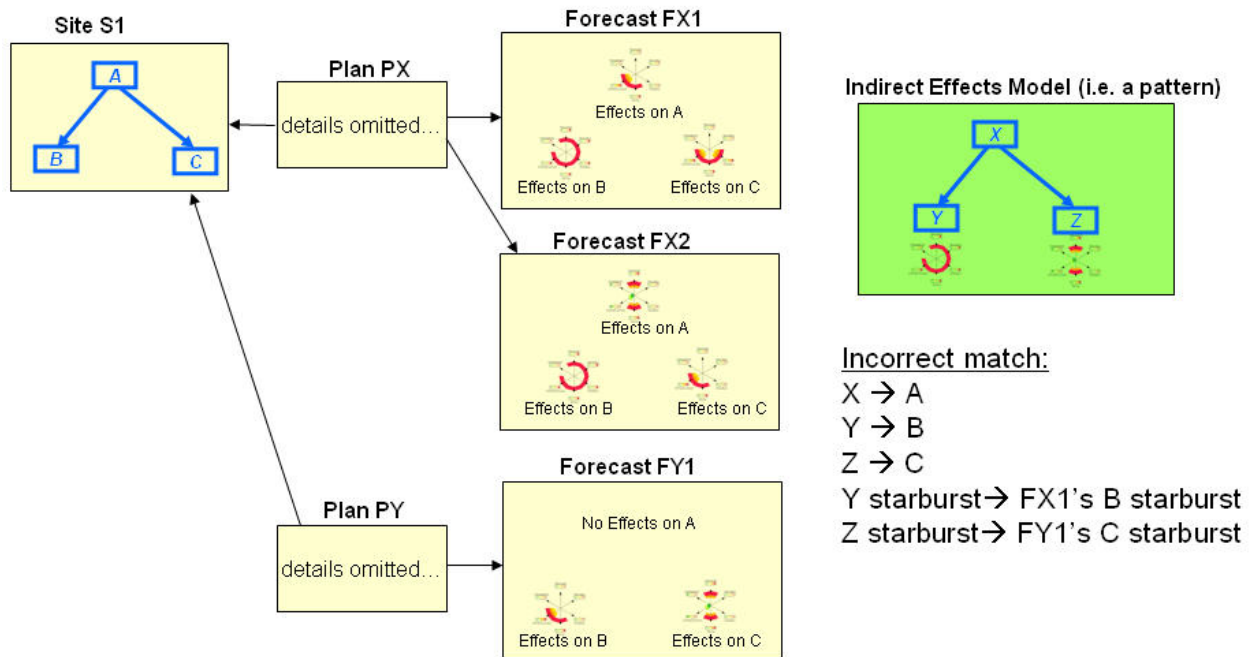 Site S1
A
B
C
Plan PX
details omitted...
Forecast FX1
Effects on A
Effects on B
Effects on C
Forecast FX2
Effects on A
Effects on B
Effects on C
Plan PY
details omitted...
Forecast FY1
No Effects on A
Effects on B
Effects on C
Indirect Effects Model (i.e. a pattern)
X
Y
Z
Incorrect match:
X → A
Y → B
Z → C
Y starburst→ FX1's B starburst
Z starburst→ FY1's C starburst